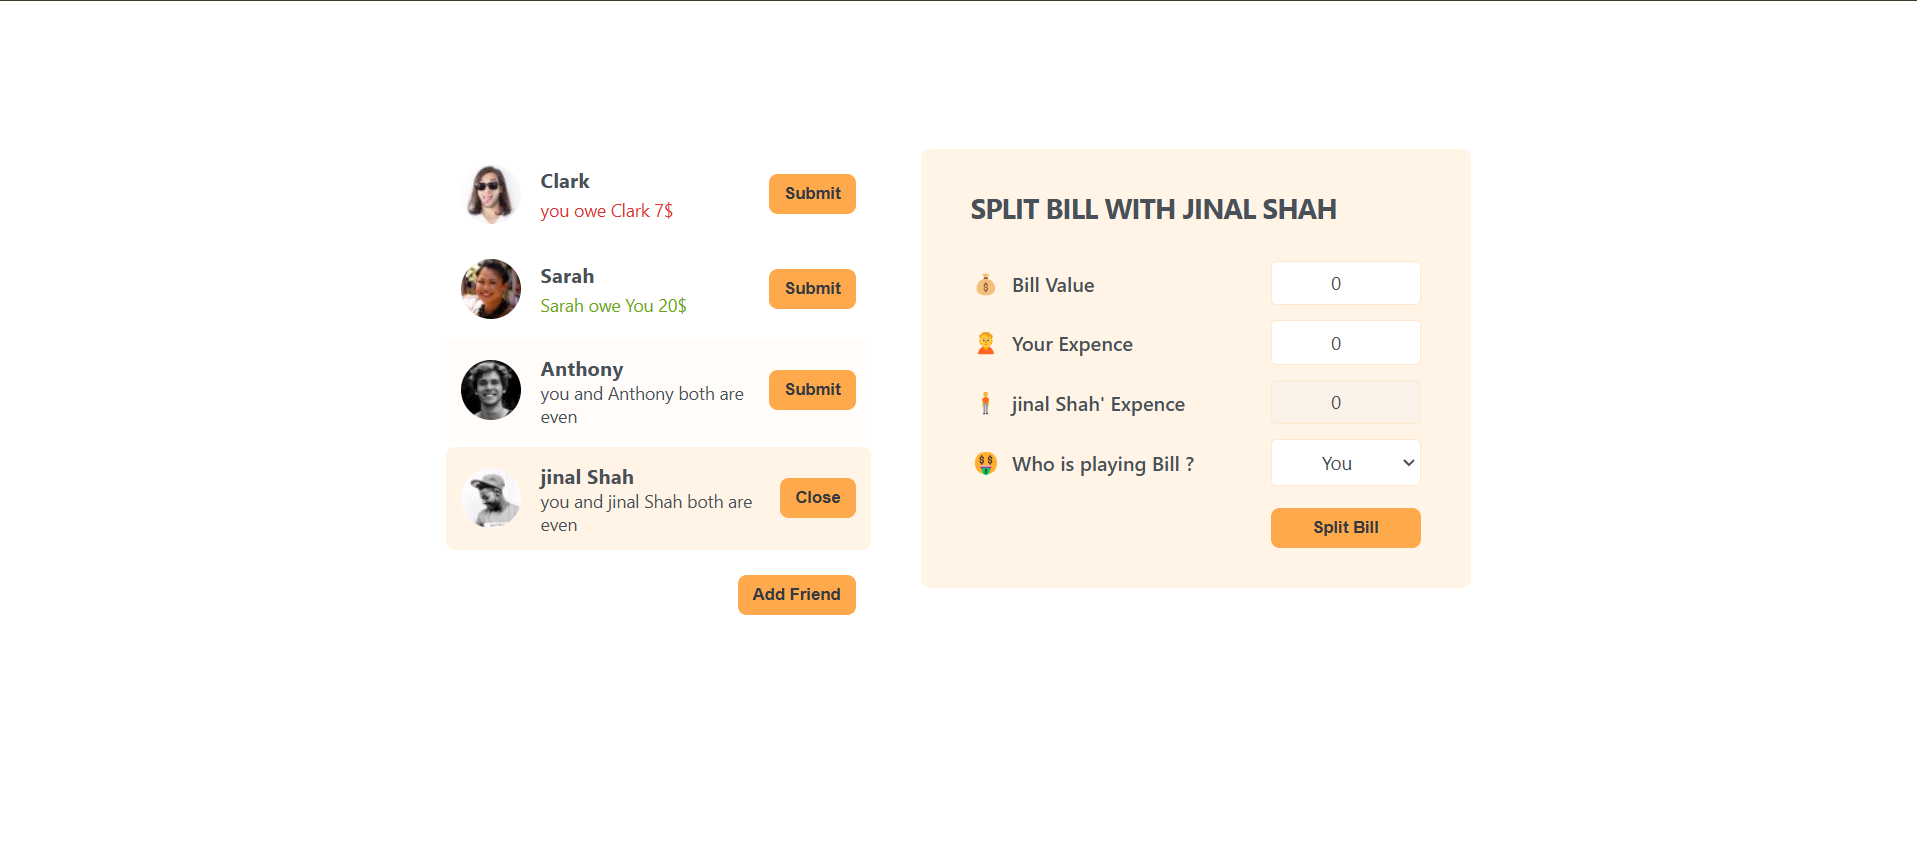 Clark
you owe Clark 7$
Submit
Sarah
Sarah owe You 20$
Submit
Anthony
you and Anthony both are
even
Submit
jinal Shah
you and jinal Shah both are
even
Close
Add Friend
SPLIT BILL WITH JINAL SHAH
Bill Value
0
Your Expence
0
jinal Shah' Expence
0
Who is playing Bill ?
You
Split Bill